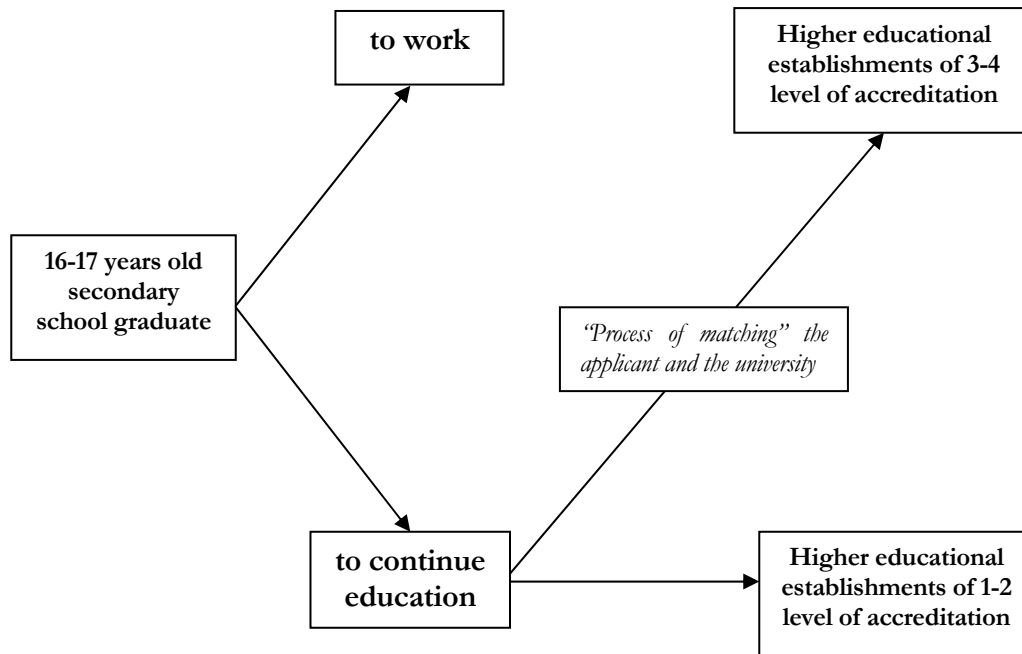 to work
Higher educational
establishments of 3-4
level of accreditation
16-17 years old
secondary
school graduate
“Process of matching” the
applicant and the university
to continue
education
Higher educational
establishments of 1-2
level of accreditation